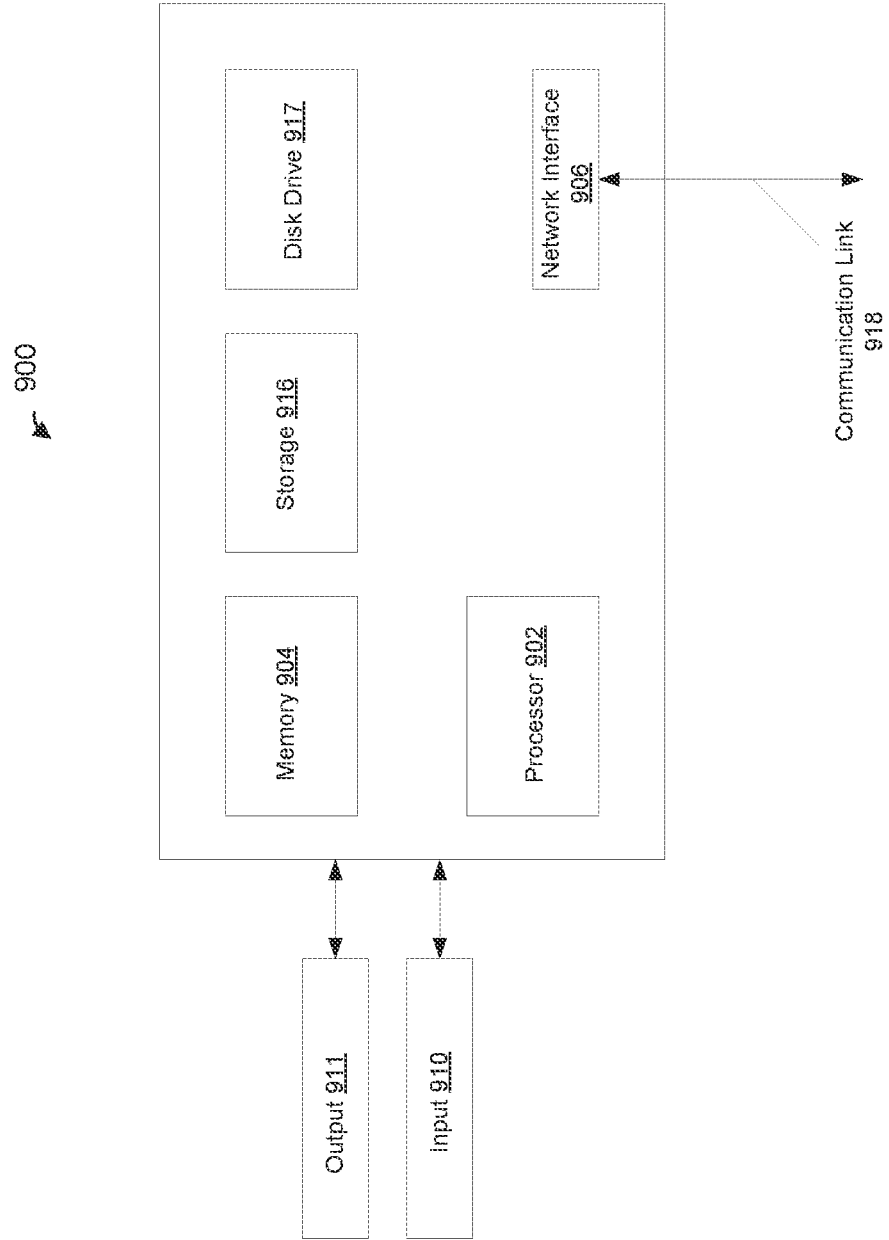 900
Memory 904
Storage 916
Disk Drive 917
Output 911
Input 910
Processor 902
Network Interface
906
Communication Link
918